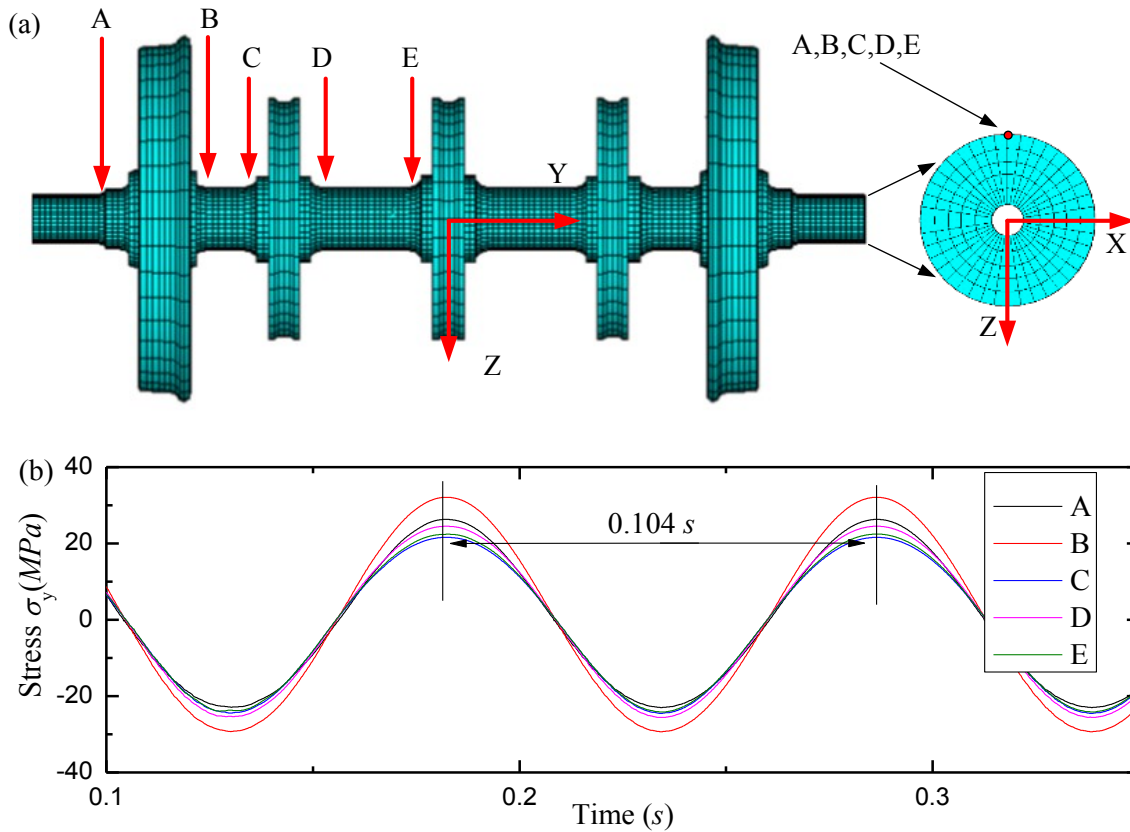 (a)
A
B
C
D
E
A,B,C,D,E
Y
Z
X
Z
(b)
Stress σy(MPa)
40
20
0
-20
-40
0.104 s
A
B
C
D
E
0.1
0.2
0.3
Time (s)